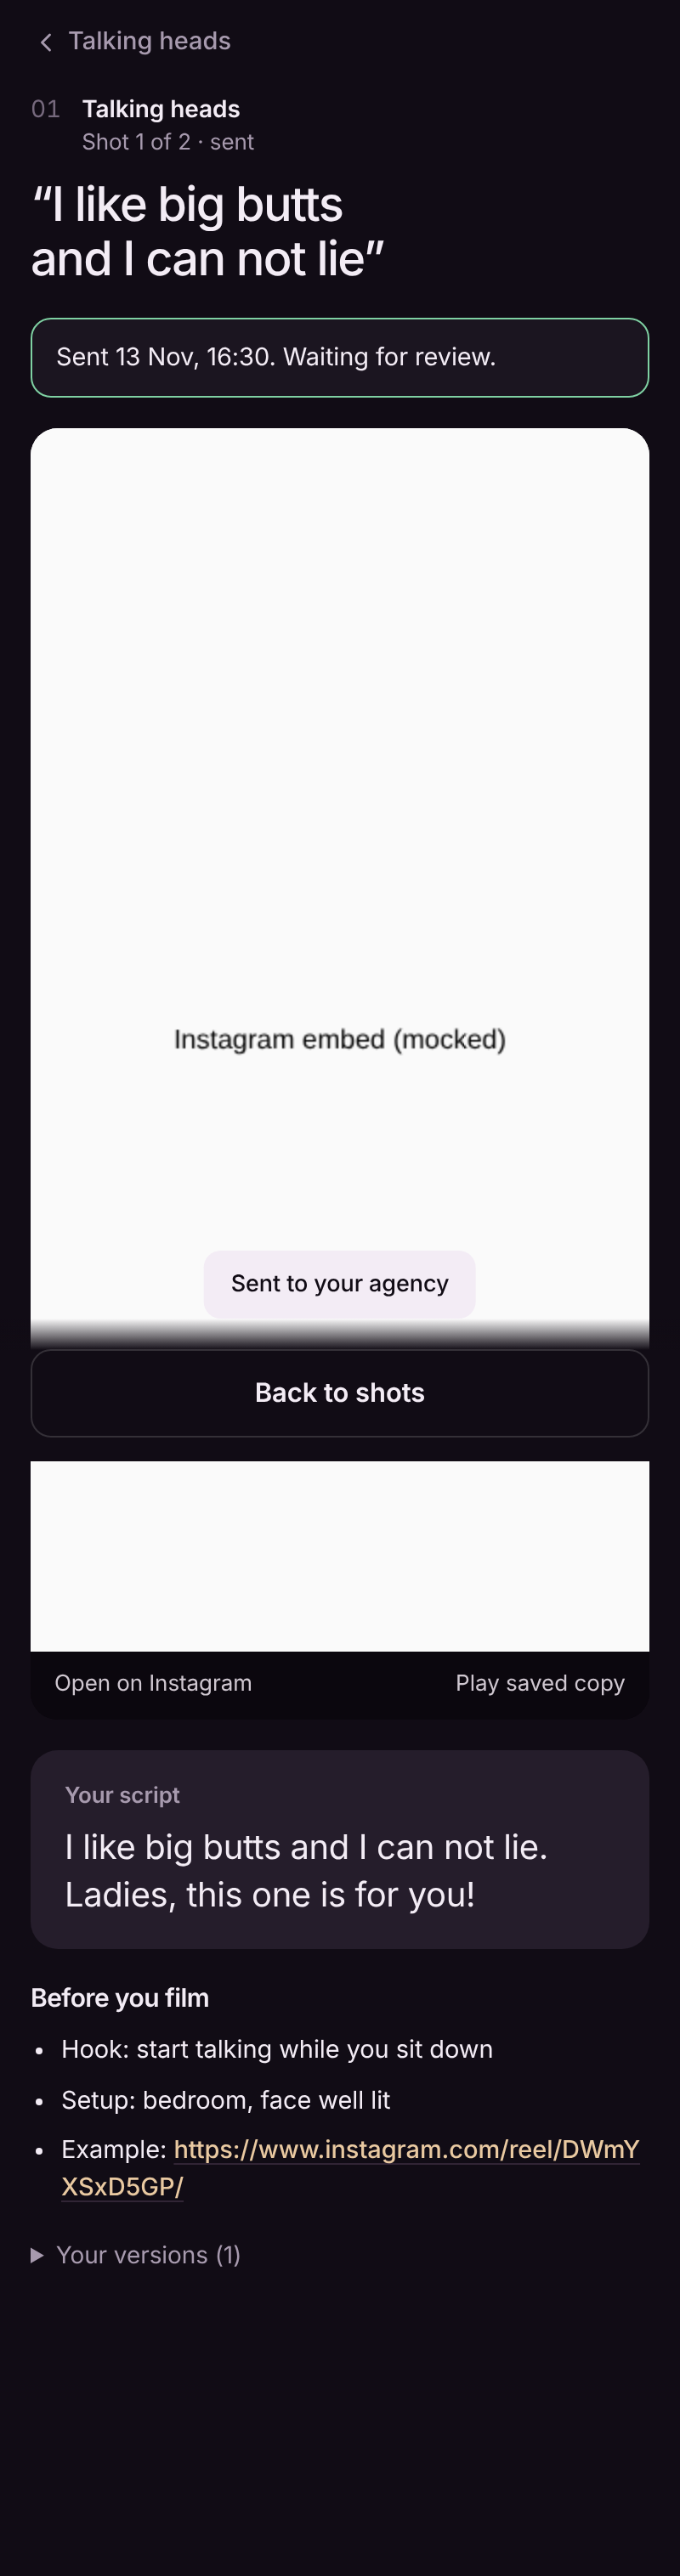 Talking heads
01 Talking heads
Shot 1 of 2 · sent
“I like big butts
and I can not lie”
Sent 13 Nov, 16:30. Waiting for review.
Instagram embed (mocked)
Sent to your agency
Back to shots
Open on Instagram Play saved copy
Your script
I like big butts and I can not lie.
Ladies, this one is for you!
Before you film
• Hook: start talking while you sit down
• Setup: bedroom, face well lit
• Example: https://www.instagram.com/reel/DWmY
XSxD5GP/
Your versions (1)